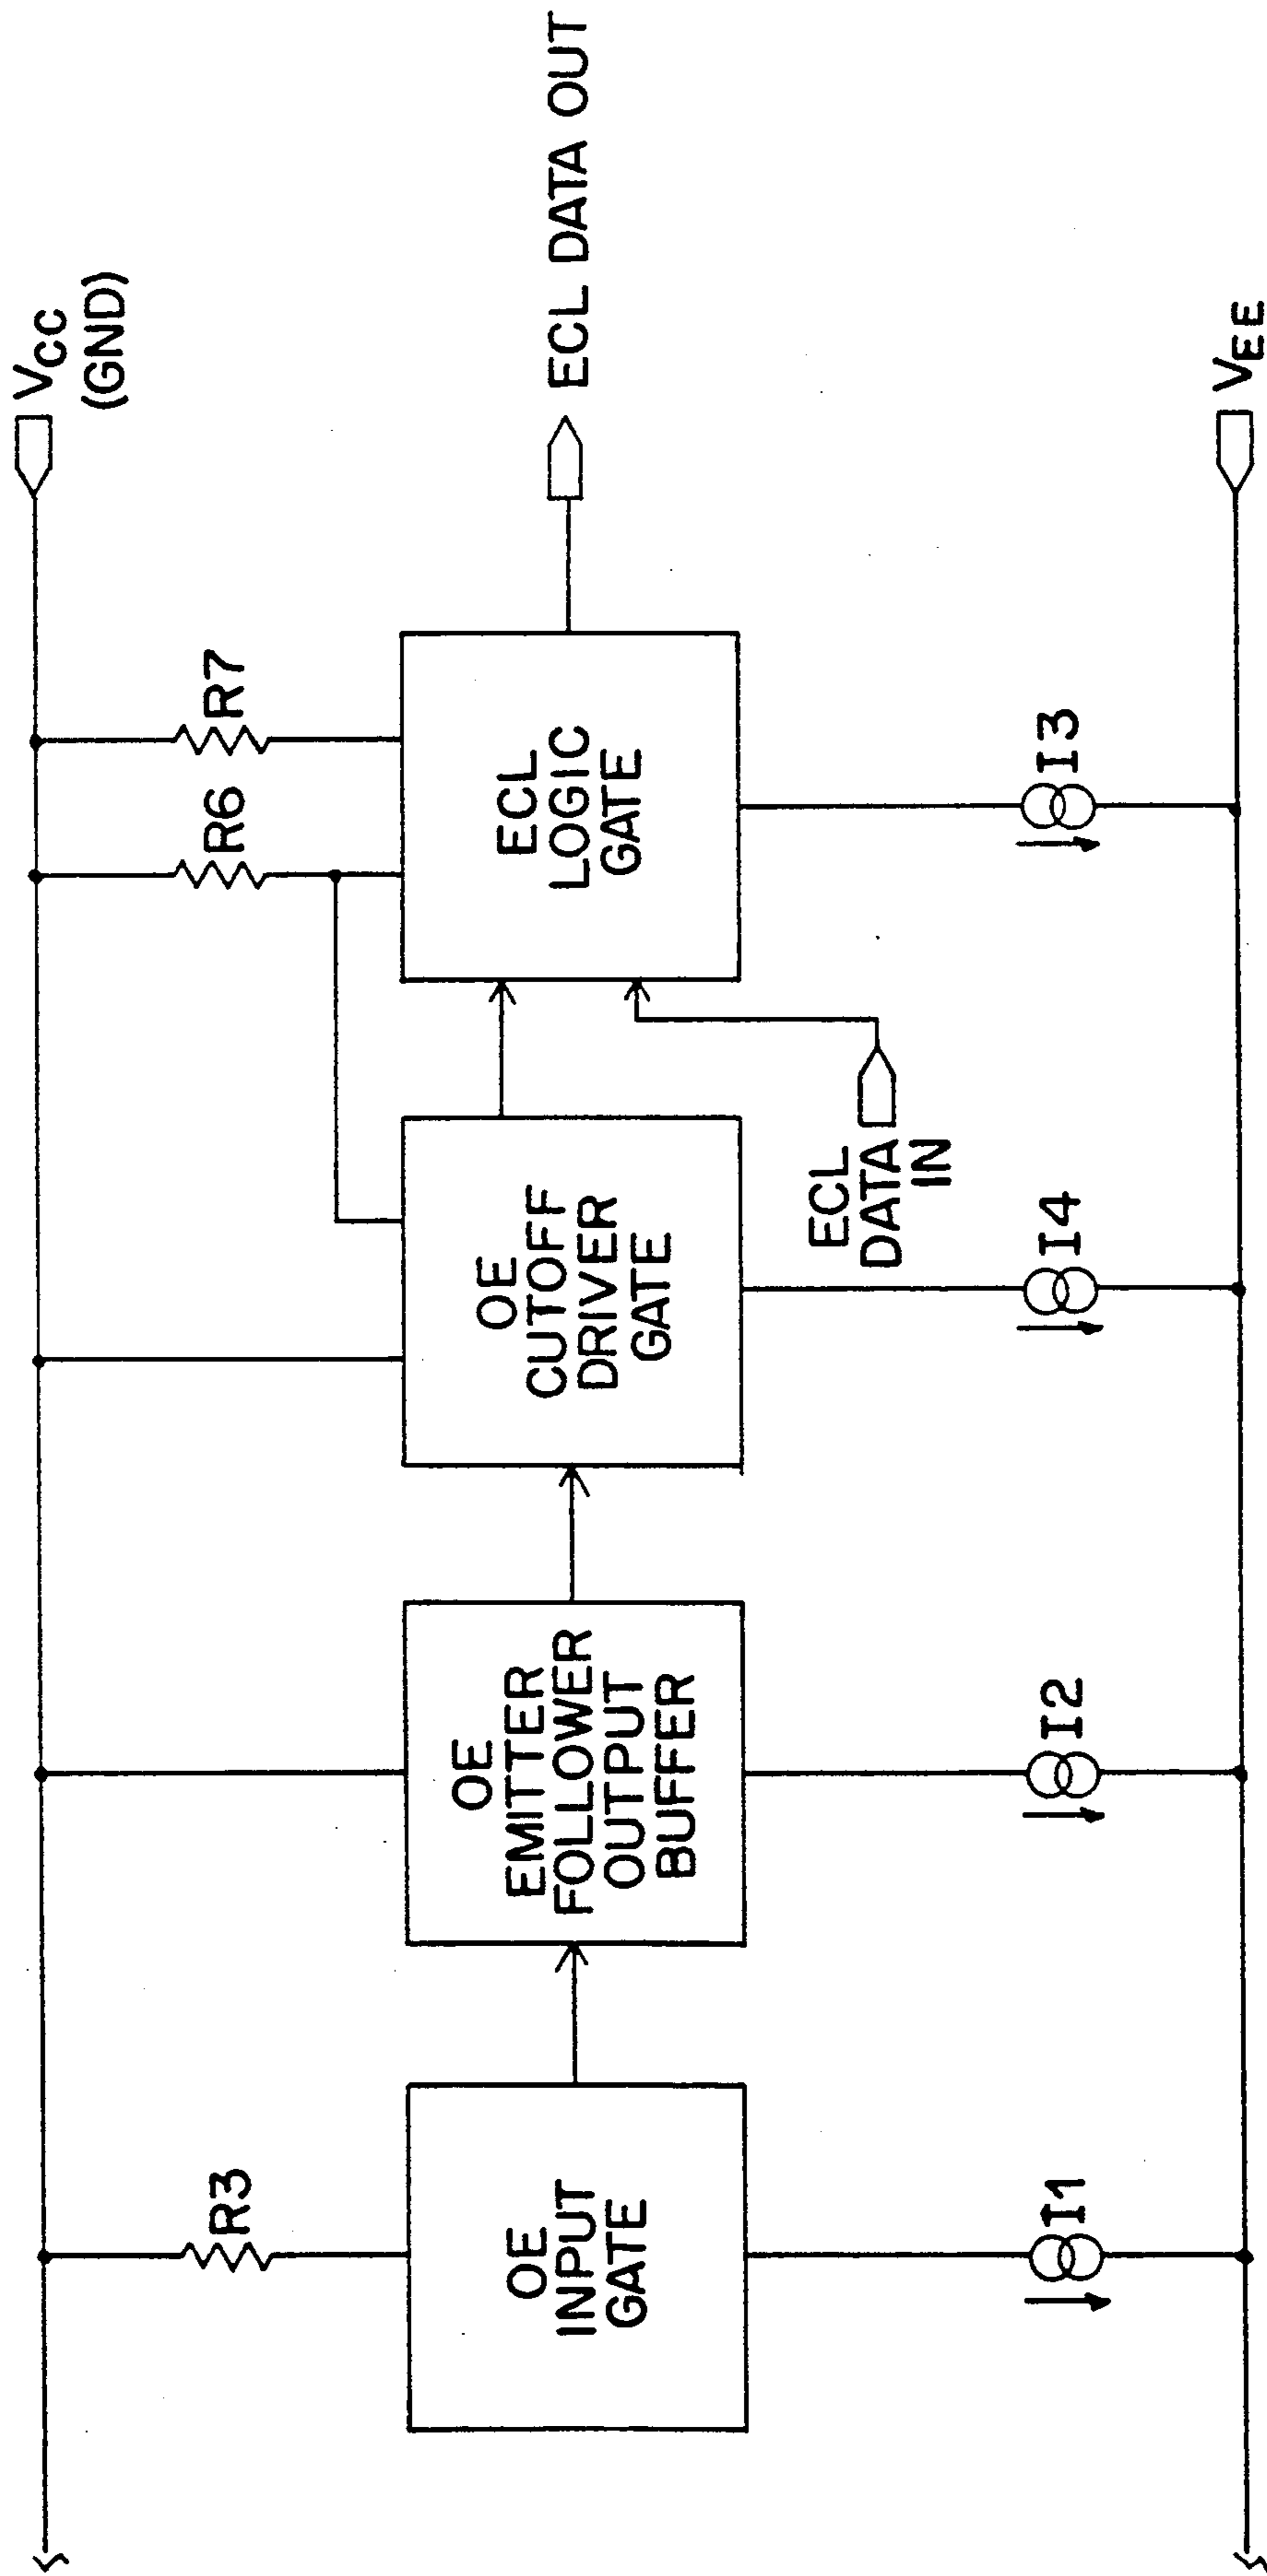 VCC
(GND)
R3
R6
R7
OE
INPUT
GATE
OE
EMITTER
FOLLOWER
OUTPUT
BUFFER
OE
CUTOFF
DRIVER
GATE
ECL
LOGIC
GATE
ECL DATA OUT
ECL
DATA
IN
I1
I2
I4
I3
VEE